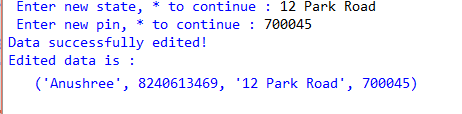 Enter new state, * to continue : 12 Park Road
Enter new pin, * to continue : 700045
Data successfully edited!
Edited data is :
('Anushree', 8240613469, '12 Park Road', 700045)